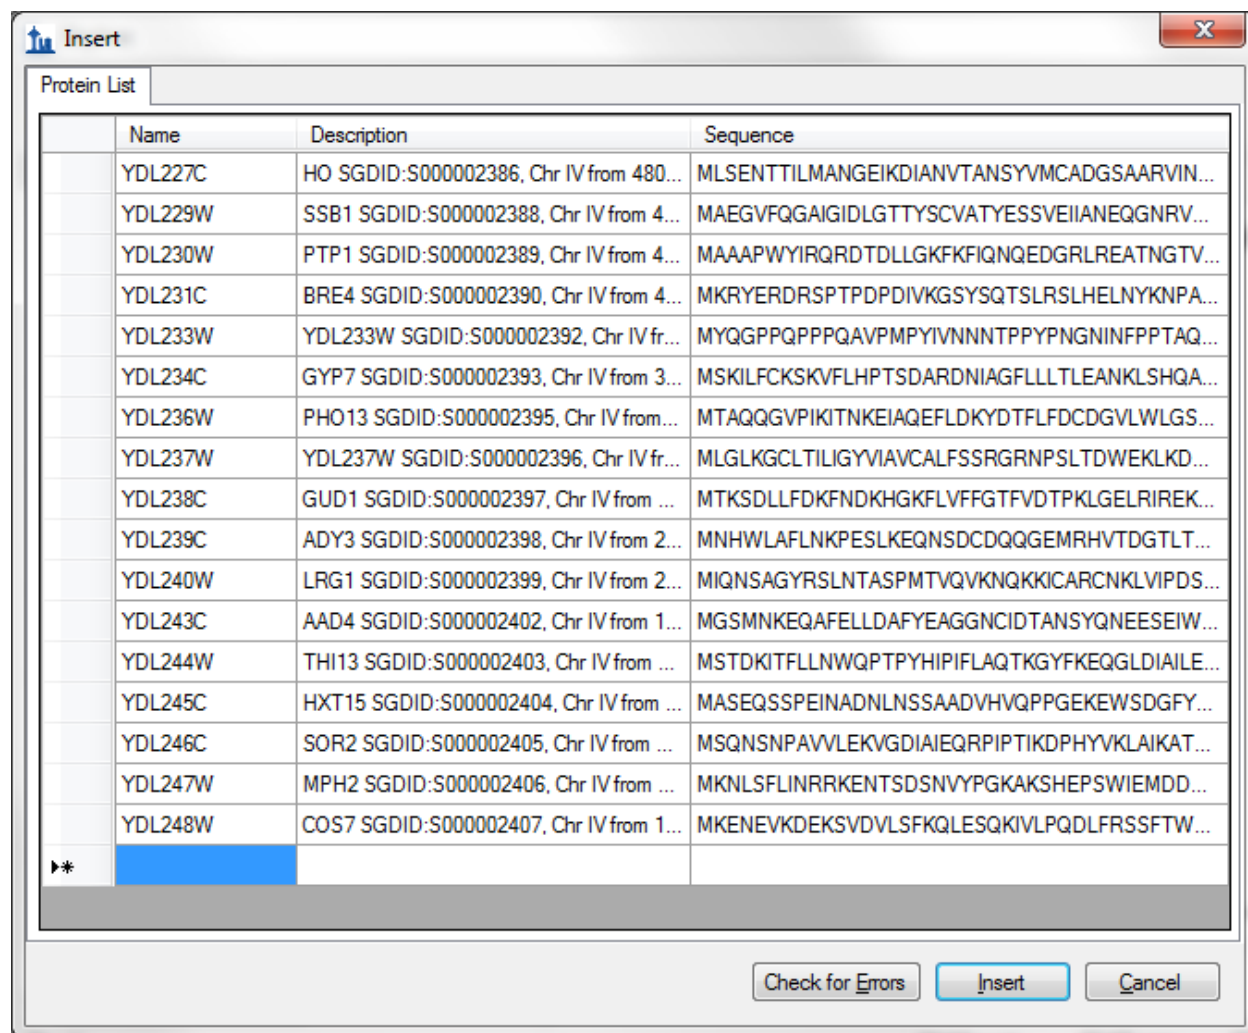 Insert
Protein List
Name Description Sequence
YDL227C HO SGDID:S000002386, Chr IV from 480... MLSENTTILMANGEIKDIANVTANSYVMCADGSAARVIN...
YDL229W SSB1 SGDID:S000002388, Chr IV from 4... MAEGVFQGAIGIDLGTTYSCVATYESSVEIIANEQGNRV...
YDL230W PTP1 SGDID:S000002389, Chr IV from 4... MAAAPWYIRQRDTDLLGKFKFIQNQEDGRLREATNGTV...
YDL231C BRE4 SGDID:S000002390, Chr IV from 4... MKRYERDRSPTPDPDIVKGSYSQTSLRSLHELNYKNPA...
YDL233W YDL233W SGDID:S000002392, Chr IV fr... MYQGPPQPPPQAVPMPYIVNNNTPPYPNGNINFPPTAQ...
YDL234C GYP7 SGDID:S000002393, Chr IV from 3... MSKILFCKSKVFLHPTSDARDNIAGFLLLTLEANKLSHQA...
YDL236W PHO13 SGDID:S000002395, Chr IV from... MTAQQGVPIKITNKEIAQEFLDKYDTFLFDCDGVLWLGS...
YDL237W YDL237W SGDID:S000002396, Chr IV fr... MLGLKGCLTILIGYVIAVCALFSSRGRNPSLTDWEKLKD...
YDL238C GUD1 SGDID:S000002397, Chr IV from ... MTKSDLLFDKFNDKHGKFLVFFGTFVDTPKLGELRIREK...
YDL239C ADY3 SGDID:S000002398, Chr IV from 2... MNHWLAFLNKPESLKEQNSDCDQQGEMRHVTDGTLT...
YDL240W LRG1 SGDID:S000002399, Chr IV from 2... MIQNSAGYRSLNTASPMTVQVKNQKKICARCNKLVIPDS...
YDL243C AAD4 SGDID:S000002402, Chr IV from 1... MGSMNKEQAFELLDAFYEAGGNCIDTANSYQNEESEIW...
YDL244W THI13 SGDID:S000002403, Chr IV from ... MSTDKITFLLNWQPTPYHIPIFLAQTKGYFKEQGLDIAILE...
YDL245C HXT15 SGDID:S000002404, Chr IV from ... MASEQSSPEINADNLNSSAADVHVQPPGEKEWSDGFY...
YDL246C SOR2 SGDID:S000002405, Chr IV from ... MSQNSNPAVVLEKVGDIAIEQRPIPTIKDPHYVKLAIKAT...
YDL247W MPH2 SGDID:S000002406, Chr IV from ... MKNLSFLINRRKENTSDSNVYPGKAKSHEPSWIEMDD...
YDL248W COS7 SGDID:S000002407, Chr IV from 1... MKENEVKDEKSVDVLSFKQLESQKIVLPQDLFRSSFTW...
Check for Errors Insert Cancel